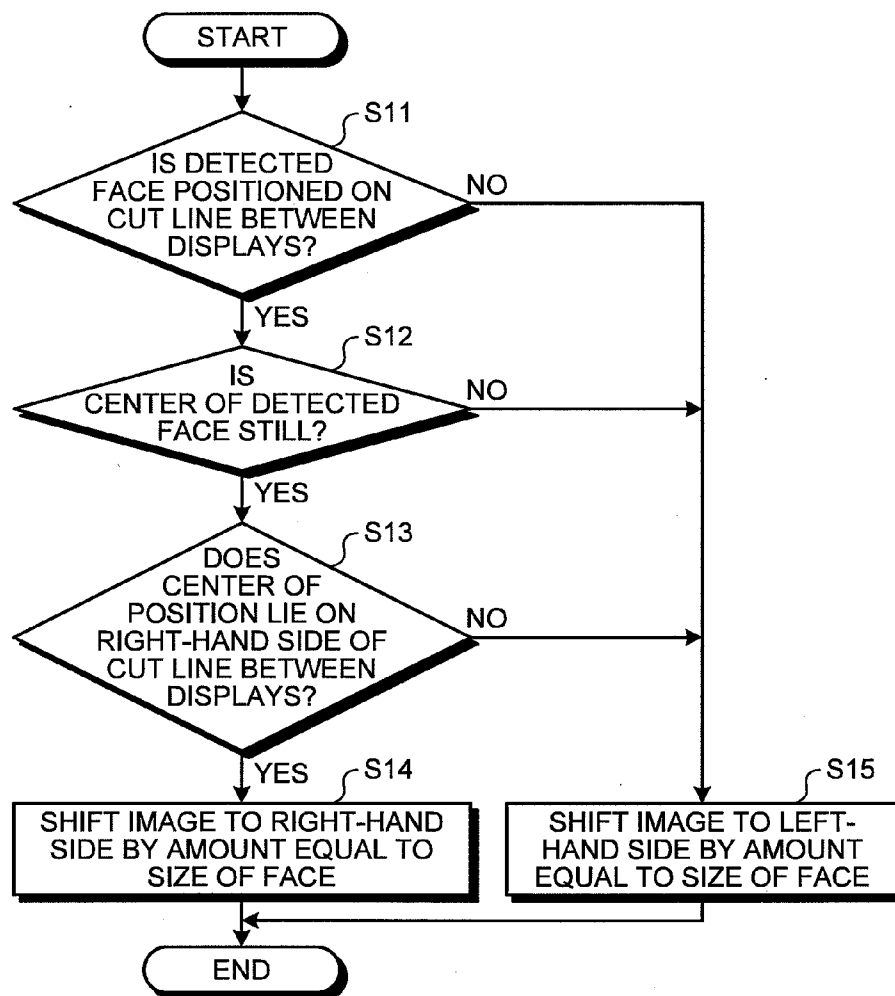 START
S11
IS DETECTED
FACE POSITIONED ON
CUT LINE BETWEEN
DISPLAYS?
NO
YES
S12
IS
CENTER OF DETECTED
FACE STILL?
NO
YES
S13
DOES
CENTER OF
POSITION LIE ON
RIGHT-HAND SIDE OF
CUT LINE BETWEEN
DISPLAYS?
NO
YES
S14
SHIFT IMAGE TO RIGHT-HAND
SIDE BY AMOUNT EQUAL TO
SIZE OF FACE
S15
SHIFT IMAGE TO LEFT-
HAND SIDE BY AMOUNT
EQUAL TO SIZE OF FACE
END